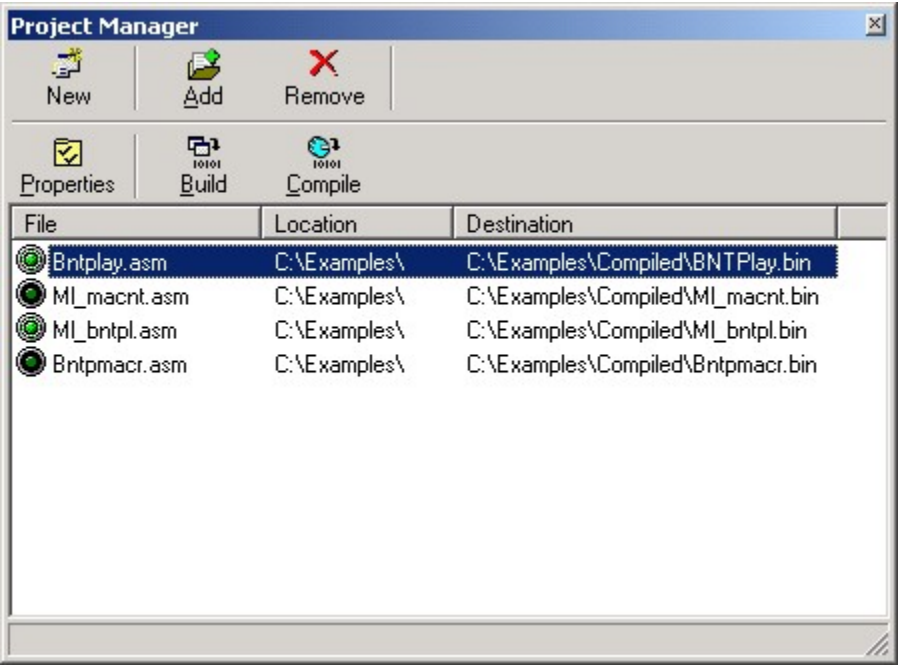 Project Manager
New Add Remove
Properties Build Compile
File Location Destination
Bntplay.asm C:\Examples\ C:\Examples\Compiled\BNTPlay.bin
MI_macnt.asm C:\Examples\ C:\Examples\Compiled\MI_macnt.bin
MI_bntpl.asm C:\Examples\ C:\Examples\Compiled\MI_bntpl.bin
Bntpmacr.asm C:\Examples\ C:\Examples\Compiled\Bntpmacr.bin